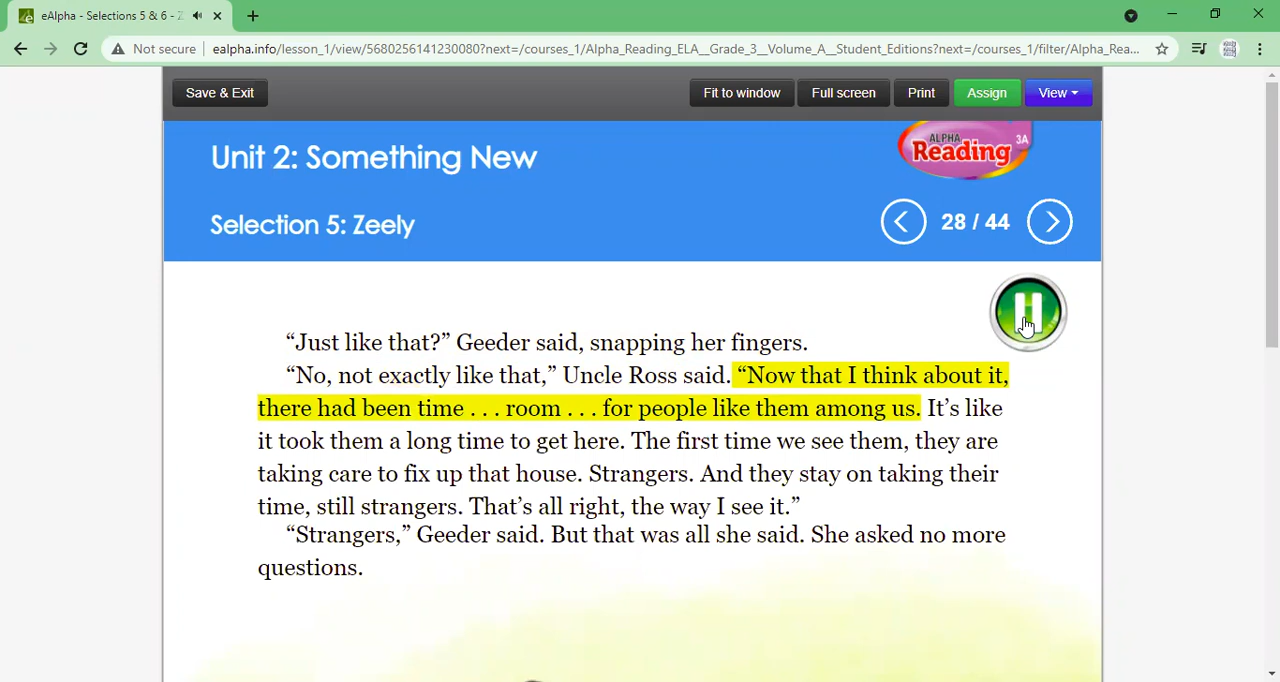 eAlpha - Selections 5 & 6 - Z
Not secure
ealpha.info/lesson_1/view/5680256141230080?next=/courses_1/Alpha_Reading_ELA__Grade_3__Volume_A__Student_Editions?next=/courses_1/filter/Alpha_Rea...
Save & Exit
Fit to window
Full screen
Print
Assign
View
Unit 2: Something New
ALPHA
Reading
3A
Selection 5: Zeely
28 / 44
“Just like that?” Geeder said, snapping her fingers.
“No, not exactly like that,” Uncle Ross said. “Now that I think about it,
there had been time . . . room . . . for people like them among us. It’s like
it took them a long time to get here. The first time we see them, they are
taking care to fix up that house. Strangers. And they stay on taking their
time, still strangers. That’s all right, the way I see it.”
“Strangers,” Geeder said. But that was all she said. She asked no more
questions.